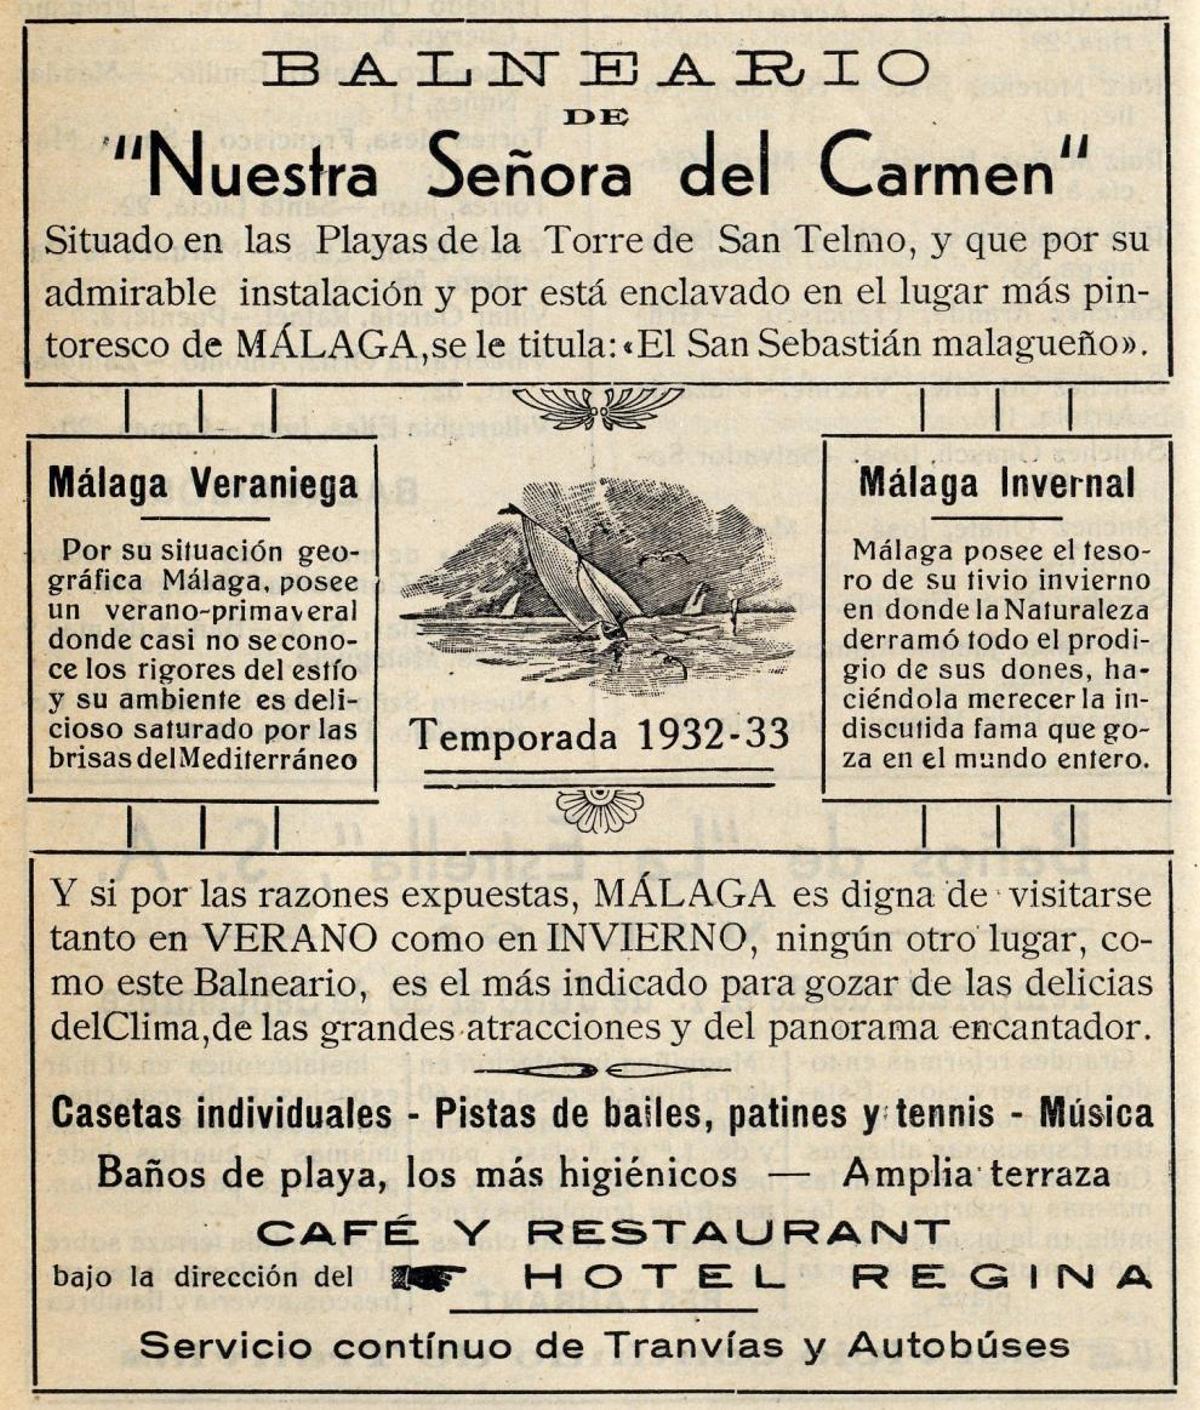 BALNEARIO
DE
"Nuestra Señora del Carmen"
Situado en las Playas de la Torre de San Telmo, y que por su
admirable instalación y por está enclavado en el lugar más pin-
toresco de MÁLAGA, se le titula: «El San Sebastián malagueño».
Málaga Veraniega
Por su situación geo-
gráfica Málaga, posee
un verano-primaveral
donde casi no se cono-
ce los rigores del estío
y su ambiente es deli-
cioso saturado por las
brisas del Mediterráneo
Temporada 1932-33
Málaga Invernal
Málaga posee el teso-
ro de su tivio invierno
en donde la Naturaleza
derramó todo el prodi-
gio de sus dones, ha-
ciéndola merecer la in-
discutida fama que go-
za en el mundo entero.
Y si por las razones expuestas, MÁLAGA es digna de visitarse
tanto en VERANO como en INVIERNO, ningún otro lugar, co-
mo este Balneario, es el más indicado para gozar de las delicias
del Clima, de las grandes atracciones y del panorama encantador.
Casetas individuales - Pistas de bailes, patines y tennis - Música
Baños de playa, los más higiénicos — Amplia terraza
CAFÉ Y RESTAURANT
bajo la dirección del HOTEL REGINA
Servicio contínuo de Tranvías y Autobúses